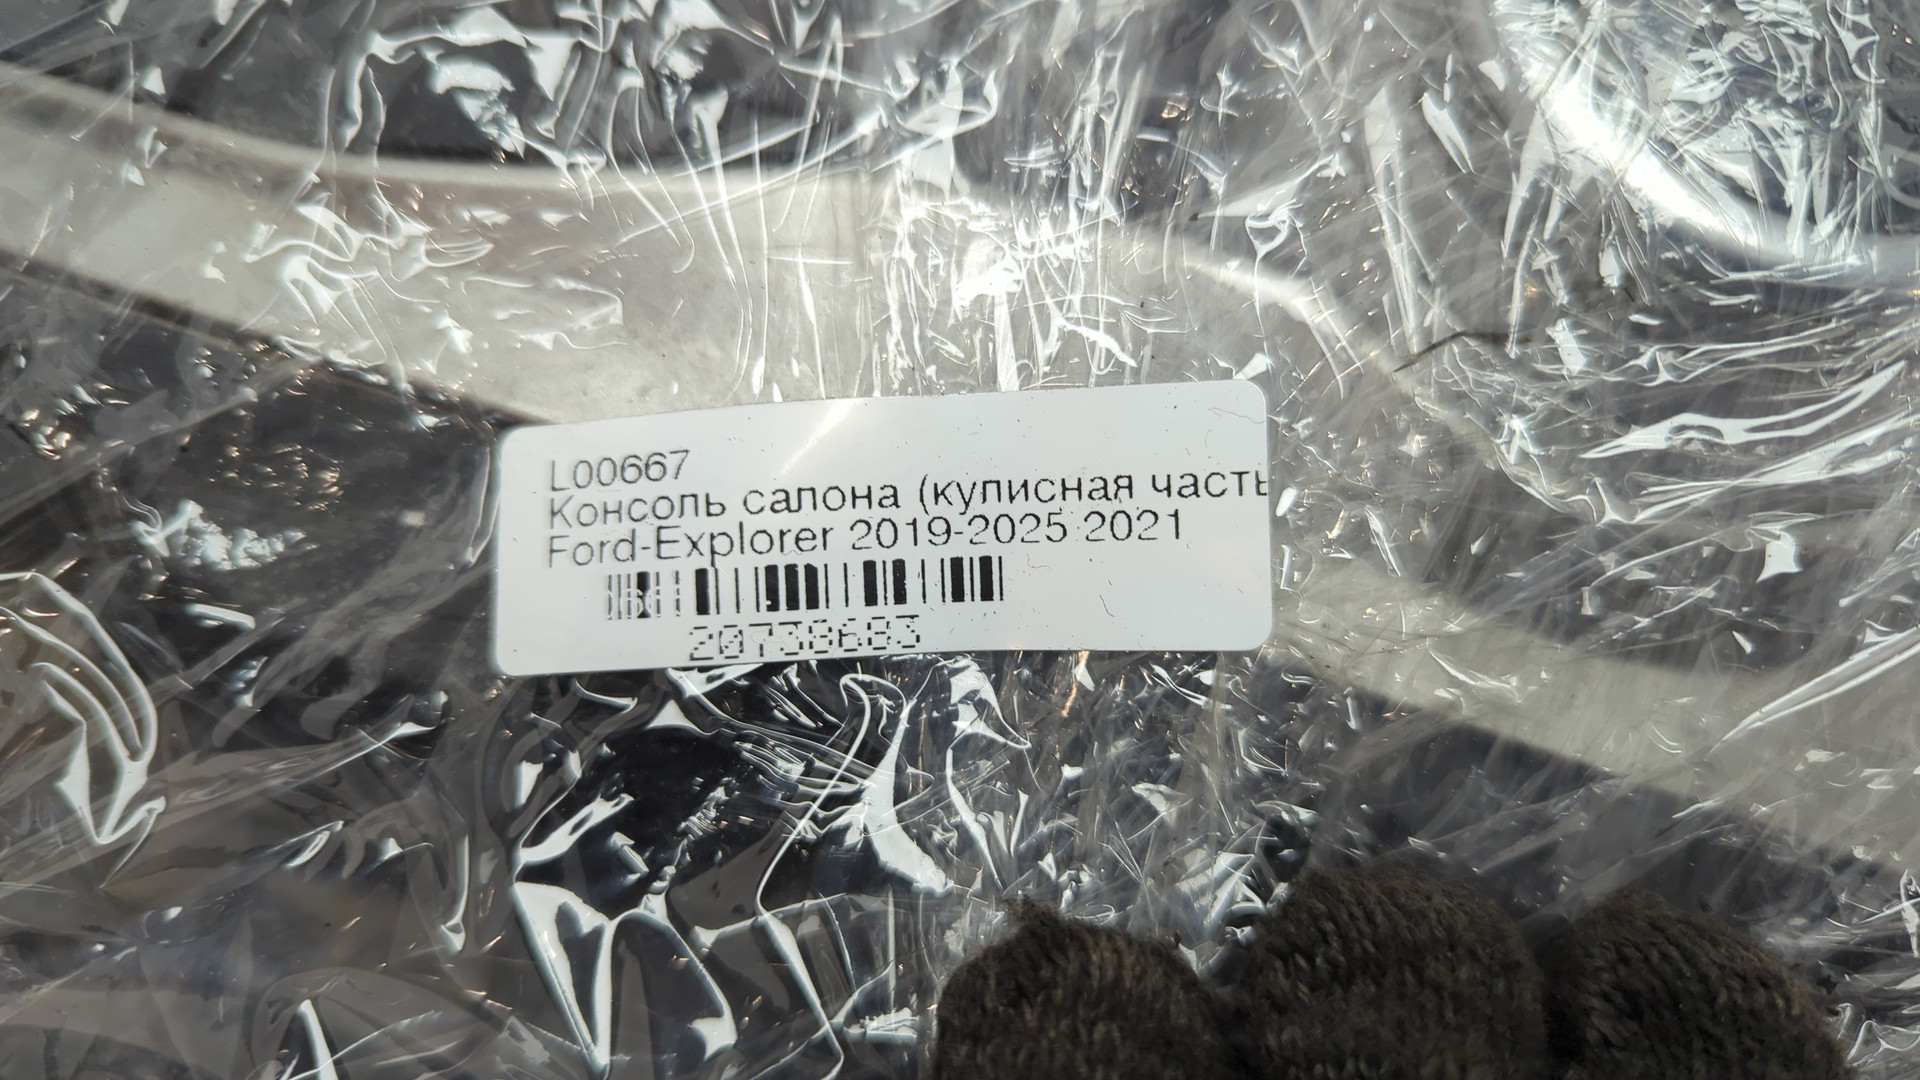 L00667
Консоль салона (кулисная часть
Ford-Explorer 2019-2025 2021
20738683